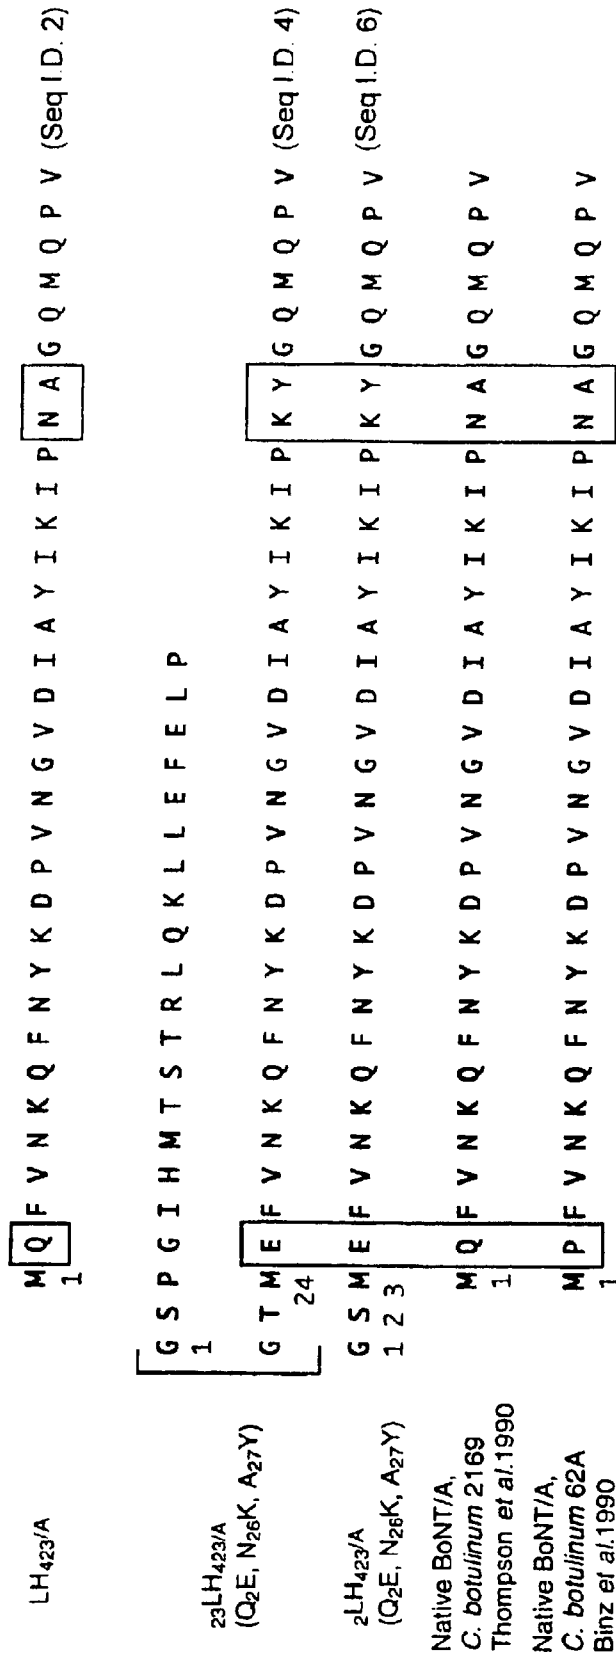 LH423/A
M Q F V N K Q F N Y K D P V N G V D I A Y I K I P N A G Q M Q P V (Seq I.D. 2)
1
23LH423/A
(Q2E, N26K, A27Y)
G S P G I H M T S T R L Q K L L E F E L P
1
G T M E F V N K Q F N Y K D P V N G V D I A Y I K I P K Y G Q M Q P V (Seq I.D. 4)
24
2LH423/A
(Q2E, N26K, A27Y)
G S M E F V N K Q F N Y K D P V N G V D I A Y I K I P K Y G Q M Q P V (Seq I.D. 6)
1 2 3
Native BoNT/A,
C. botulinum 2169
Thompson et al.1990
M Q F V N K Q F N Y K D P V N G V D I A Y I K I P N A G Q M Q P V
1
Native BoNT/A,
C. botulinum 62A
Binz et al.1990
M P F V N K Q F N Y K D P V N G V D I A Y I K I P N A G Q M Q P V
1